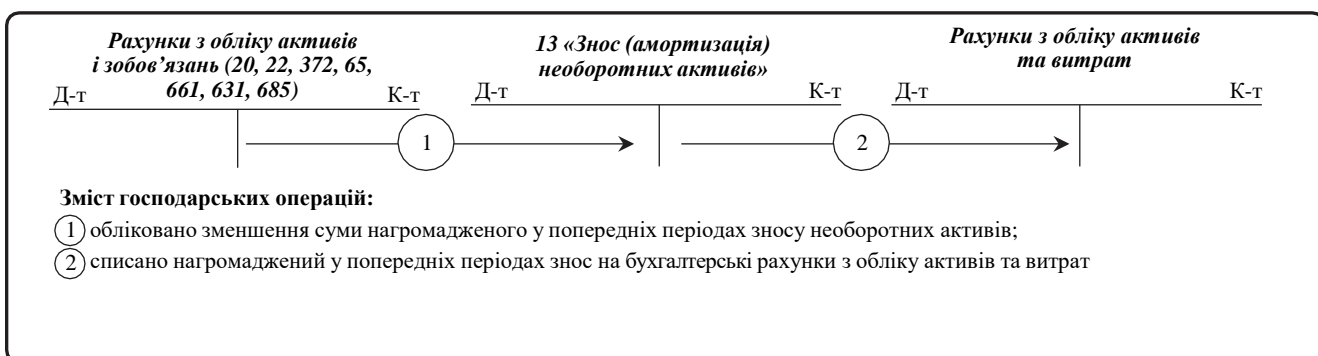 Рахунки з обліку активів
і зобов’язань (20, 22, 372, 65,
661, 631, 685)
Д-т К-т
13 «Знос (амортизація)
необоротних активів»
Д-т К-т
Рахунки з обліку активів
та витрат
Д-т К-т
1
2
Зміст господарських операцій:
1 обліковано зменшення суми нагромадженого у попередніх періодах зносу необоротних активів;
2 списано нагромаджений у попередніх періодах знос на бухгалтерські рахунки з обліку активів та витрат